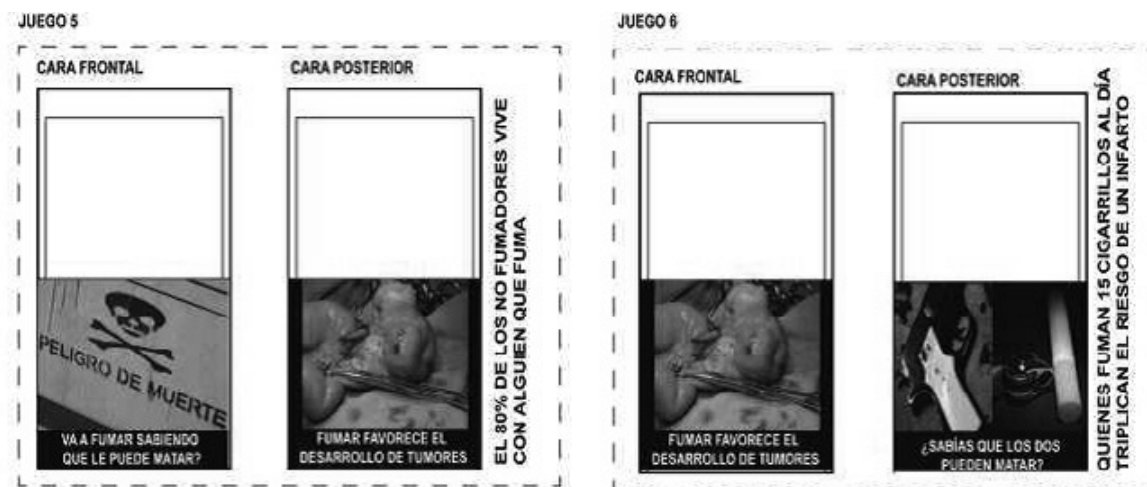 JUEGO 5
CARA FRONTAL
CARA POSTERIOR
PELIGRO DE MUERTE
VA A FUMAR SABIENDO
QUE LE PUEDE MATAR?
FUMAR FAVORECE EL
DESARROLLO DE TUMORES
EL 80% DE LOS NO FUMADORES VIVE
CON ALGUIEN QUE FUMA
JUEGO 6
CARA FRONTAL
CARA POSTERIOR
FUMAR FAVORECE EL
DESARROLLO DE TUMORES
¿SABÍAS QUE LOS DOS
PUEDEN MATAR?
QUIENES FUMAN 15 CIGARRILLOS AL DÍA
TRIPLICAN EL RIESGO DE UN INFARTO